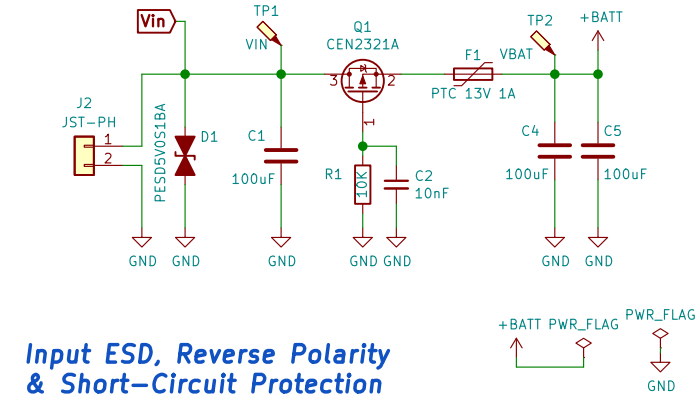 Vin
TP1
VIN
Q1
CEN2321A
TP2
VBAT
+BATT
F1
PTC 13V 1A
3
2
1
J2
JST-PH
1
2
PESD5V0S1BA
D1
C1
100uF
R1
10K
C2
10nF
C4
100uF
C5
100uF
GND
GND
GND
GND
GND
GND
GND
+BATT
PWR_FLAG
PWR_FLAG
GND
Input ESD, Reverse Polarity
& Short-Circuit Protection